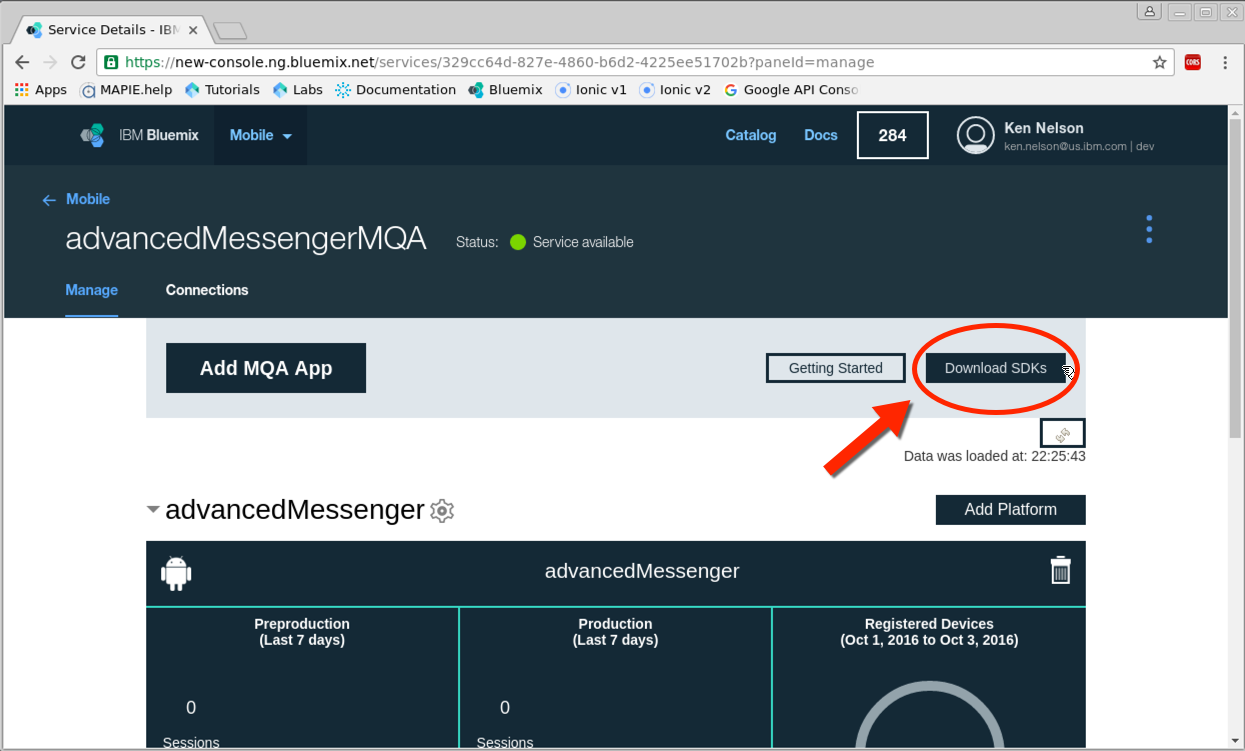 Service Details - IBM
https://new-console.ng.bluemix.net/services/329cc64d-827e-4860-b6d2-4225ee51702b?paneId=manage
CORS
Apps MAPIE.help Tutorials Labs Documentation Bluemix Ionic v1 Ionic v2 Google API Conso
IBM Bluemix Mobile Catalog Docs 284 Ken Nelson
ken.nelson@us.ibm.com | dev
Mobile
advancedMessengerMQA Status: Service available
Manage Connections
Add MQA App Getting Started Download SDKs
Data was loaded at: 22:25:43
advancedMessenger Add Platform
advancedMessenger
Preproduction Production Registered Devices
(Last 7 days) (Last 7 days) (Oct 1, 2016 to Oct 3, 2016)
0 0
Sessions Sessions